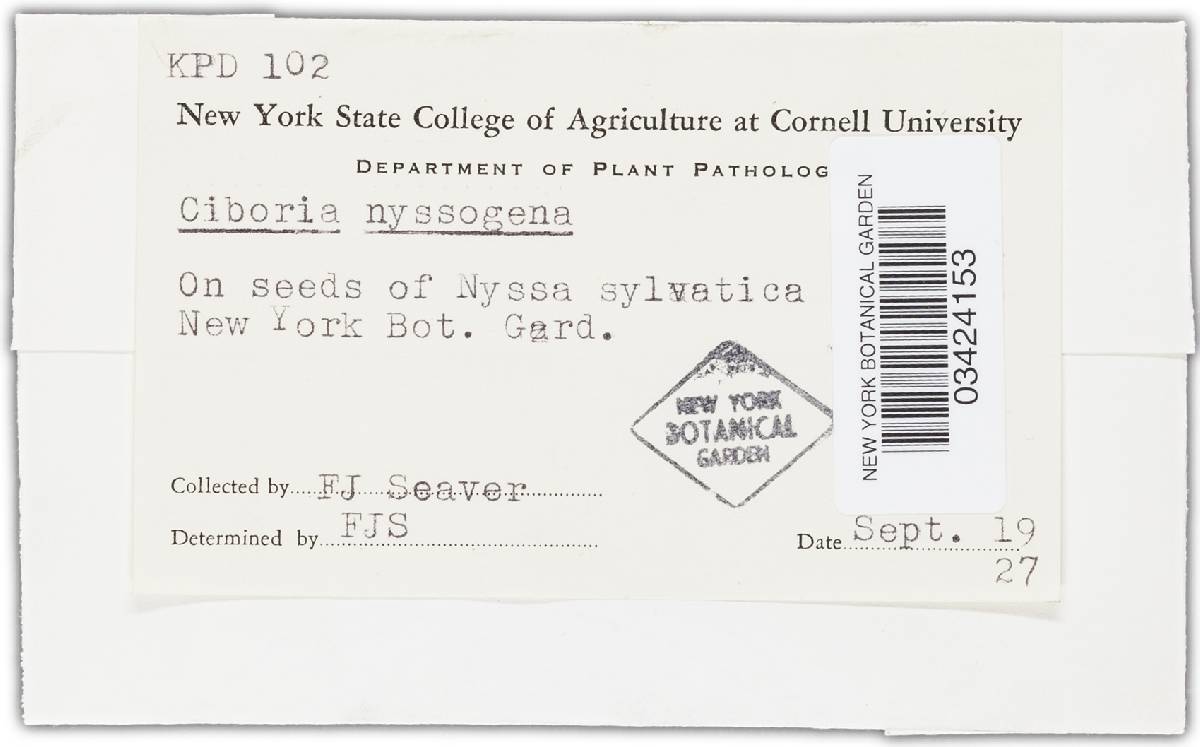 KPD 102
New York State College of Agriculture at Cornell University
DEPARTMENT OF PLANT PATHOLOG
Ciboria nyssogena
On seeds of Nyssa sylvatica
New York Bot. Gard.
NEW YORK
BOTANICAL
GARDEN
NEW YORK BOTANICAL GARDEN
03424153
Collected by FJ Seaver
Determined by FJS
Date Sept. 19
27